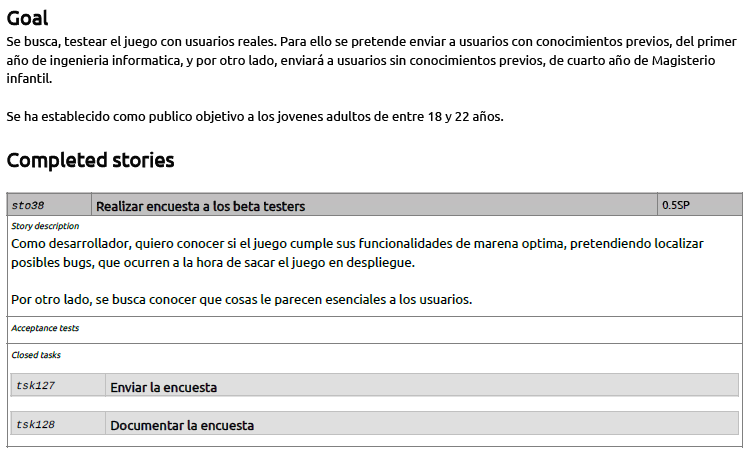 Goal
Se busca, testear el juego con usuarios reales. Para ello se pretende enviar a usuarios con conocimientos previos, del primer
año de ingenieria informatica, y por otro lado, enviará a usuarios sin conocimientos previos, de cuarto año de Magisterio
infantil.
Se ha establecido como publico objetivo a los jovenes adultos de entre 18 y 22 años.
Completed stories
sto38 Realizar encuesta a los beta testers 0.5SP
Story description
Como desarrollador, quiero conocer si el juego cumple sus funcionalidades de marena optima, pretendiendo localizar
posibles bugs, que ocurren a la hora de sacar el juego en despliegue.
Por otro lado, se busca conocer que cosas le parecen esenciales a los usuarios.
Acceptance tests
Closed tasks
tsk127 Enviar la encuesta
tsk128 Documentar la encuesta